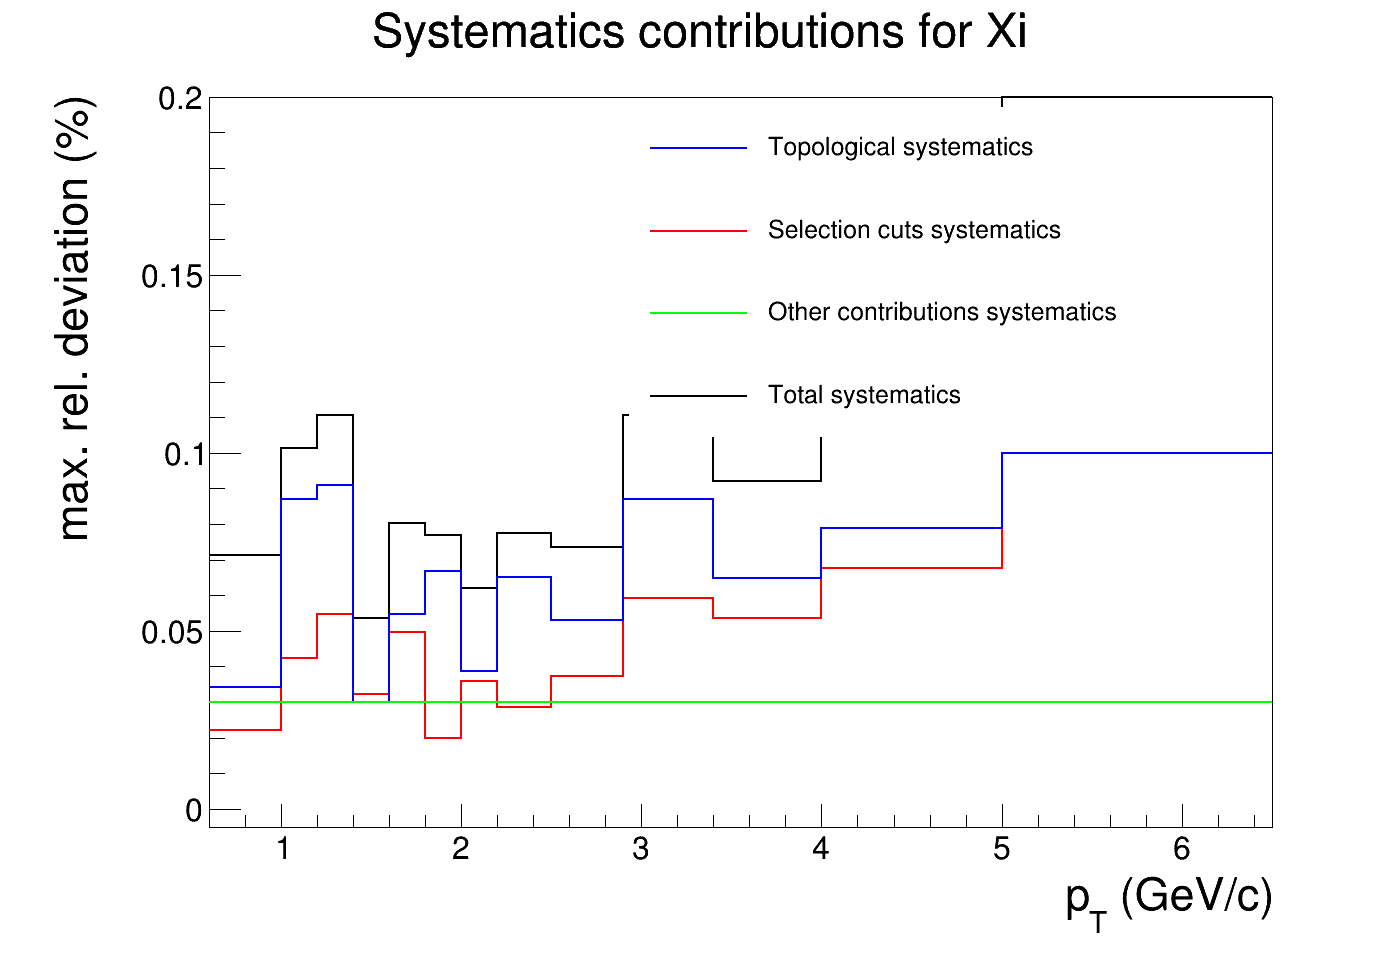 Systematics contributions for Xi
max. rel. deviation (%)
0.2
0.15
0.1
0.05
0
Topological systematics
Selection cuts systematics
Other contributions systematics
Total systematics
1 2 3 4 5 6
pT (GeV/c)